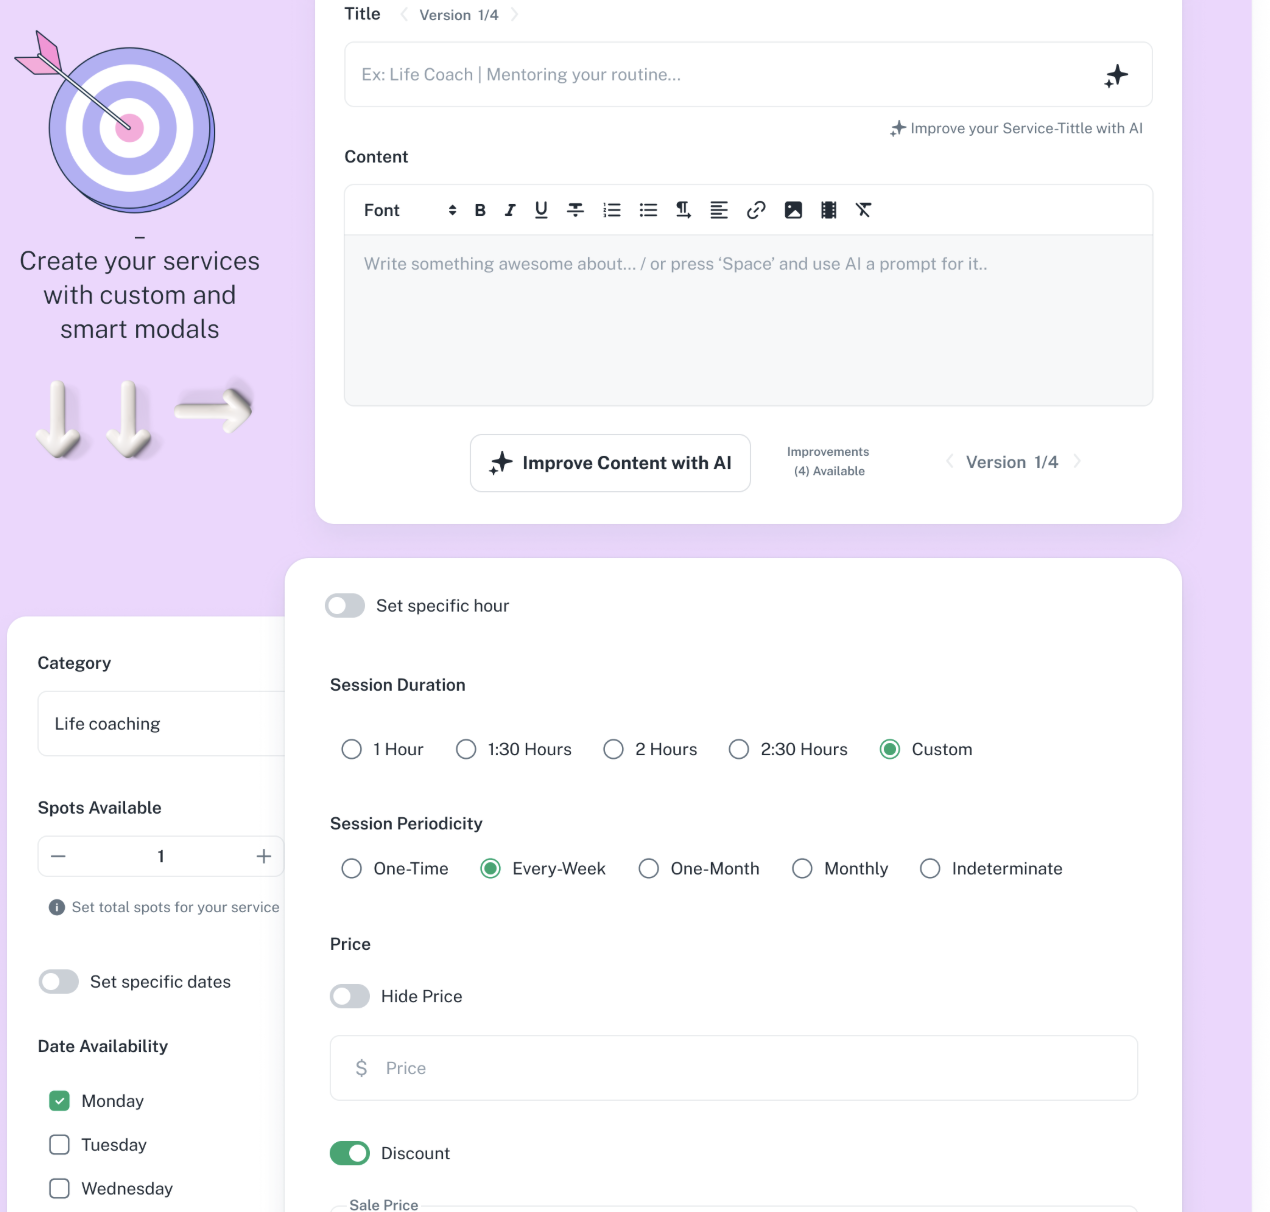 Title
Version 1/4
Ex: Life Coach | Mentoring your routine...
Improve your Service-Tittle with AI
Content
Font
Write something awesome about... / or press ‘Space’ and use AI a prompt for it..
Improve Content with AI
Improvements
(4) Available
Version 1/4
Create your services
with custom and
smart modals
Category
Life coaching
Spots Available
1
Set total spots for your service
Set specific dates
Date Availability
Monday
Tuesday
Wednesday
Set specific hour
Session Duration
1 Hour
1:30 Hours
2 Hours
2:30 Hours
Custom
Session Periodicity
One-Time
Every-Week
One-Month
Monthly
Indeterminate
Price
Hide Price
$ Price
Discount
Sale Price